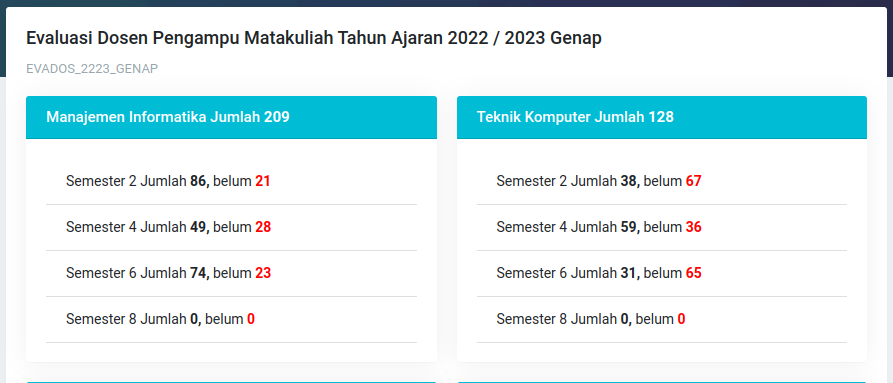 Evaluasi Dosen Pengampu Matakuliah Tahun Ajaran 2022 / 2023 Genap
EVADOS_2223_GENAP
Manajemen Informatika Jumlah 209
Semester 2 Jumlah 86, belum 21
Semester 4 Jumlah 49, belum 28
Semester 6 Jumlah 74, belum 23
Semester 8 Jumlah 0, belum 0
Teknik Komputer Jumlah 128
Semester 2 Jumlah 38, belum 67
Semester 4 Jumlah 59, belum 36
Semester 6 Jumlah 31, belum 65
Semester 8 Jumlah 0, belum 0